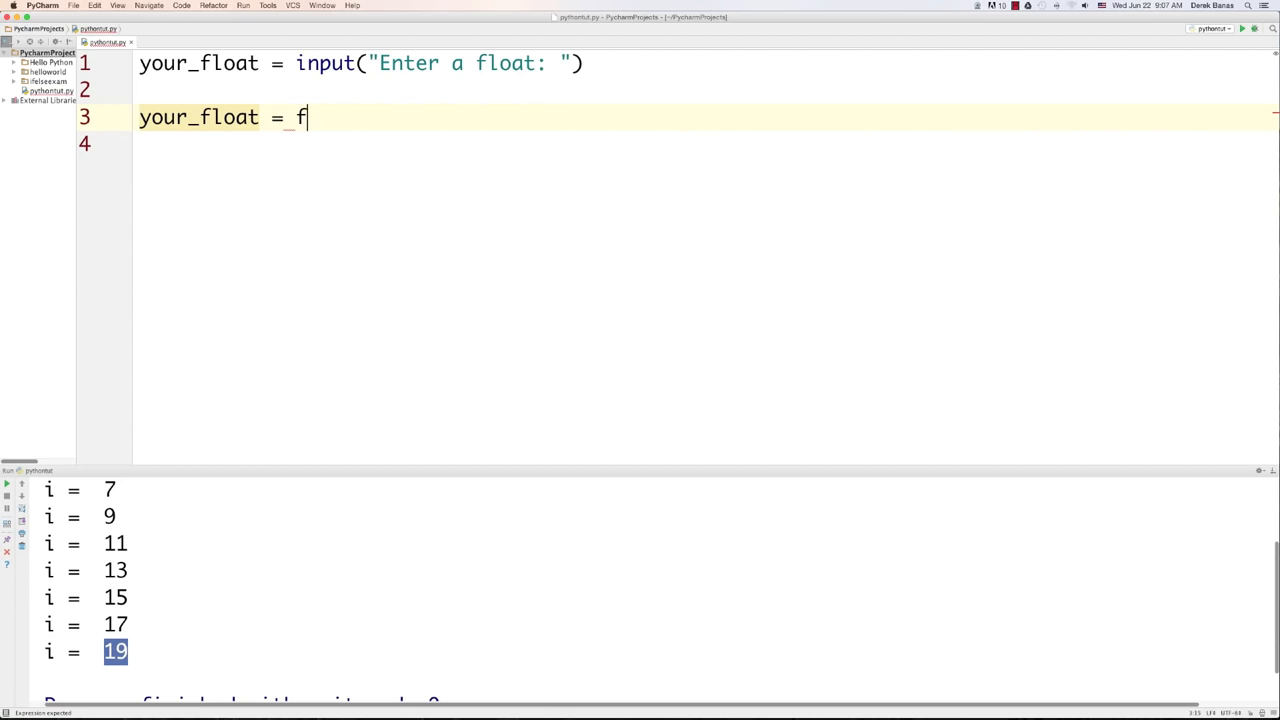 PyCharm File Edit View Navigate Code Refactor Run Tools VCS Window Help 10 Wed Jun 22 9:07 AM Derek Banas
pythontut.py - PycharmProjects - [~/PycharmProjects]
PycharmProjects pythontut.py pythontut
pythontut.py
PycharmProject
Hello Python
helloworld
ifelseexam
pythontut.py
External Librarie
1 your_float = input("Enter a float: ")
2
3 your_float = f
4
Run pythontut
i = 7
i = 9
i = 11
i = 13
i = 15
i = 17
i = 19
Expression expected 3:15 LF÷ UTF-8÷